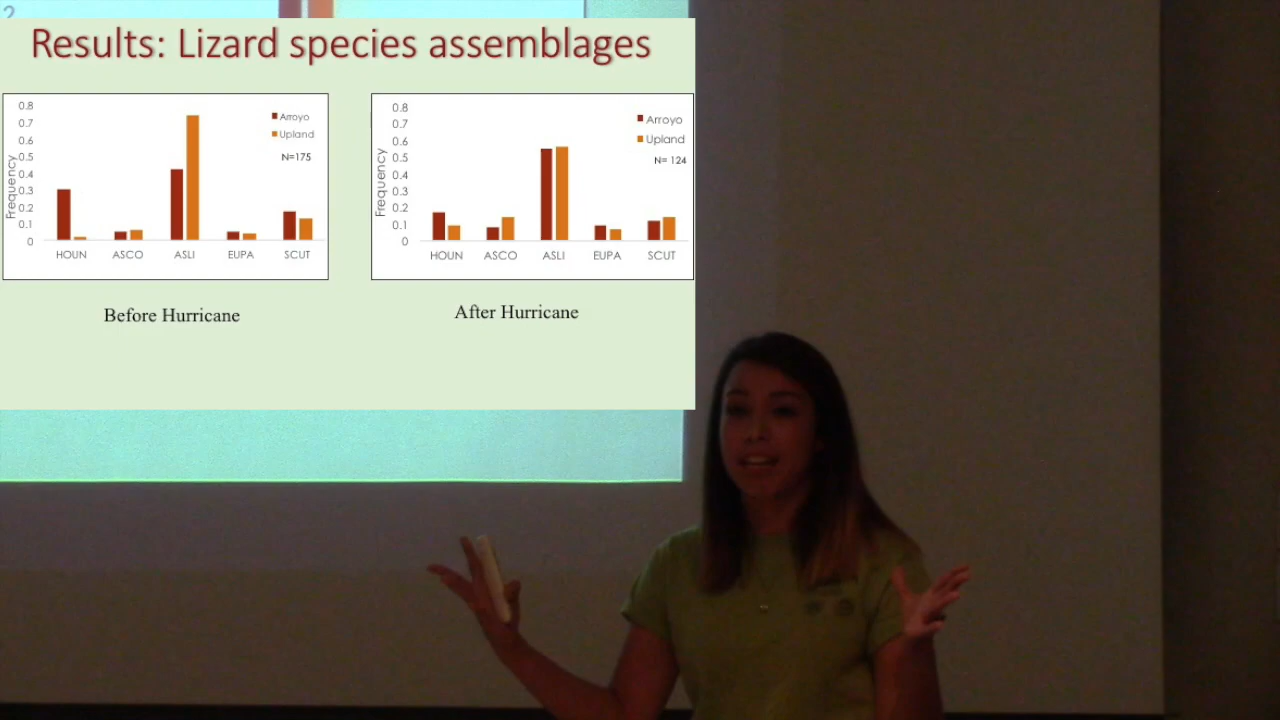 2
Results: Lizard species assemblages
0.8
0.7
0.6
0.5
0.4
0.3
0.2
0.1
0
Frequency
HOUN ASCO ASLI EUPA SCUT
Arroyo
Upland
N=175
Before Hurricane
0.8
0.7
0.6
0.5
0.4
0.3
0.2
0.1
0
Frequency
HOUN ASCO ASLI EUPA SCUT
Arroyo
Upland
N= 124
After Hurricane